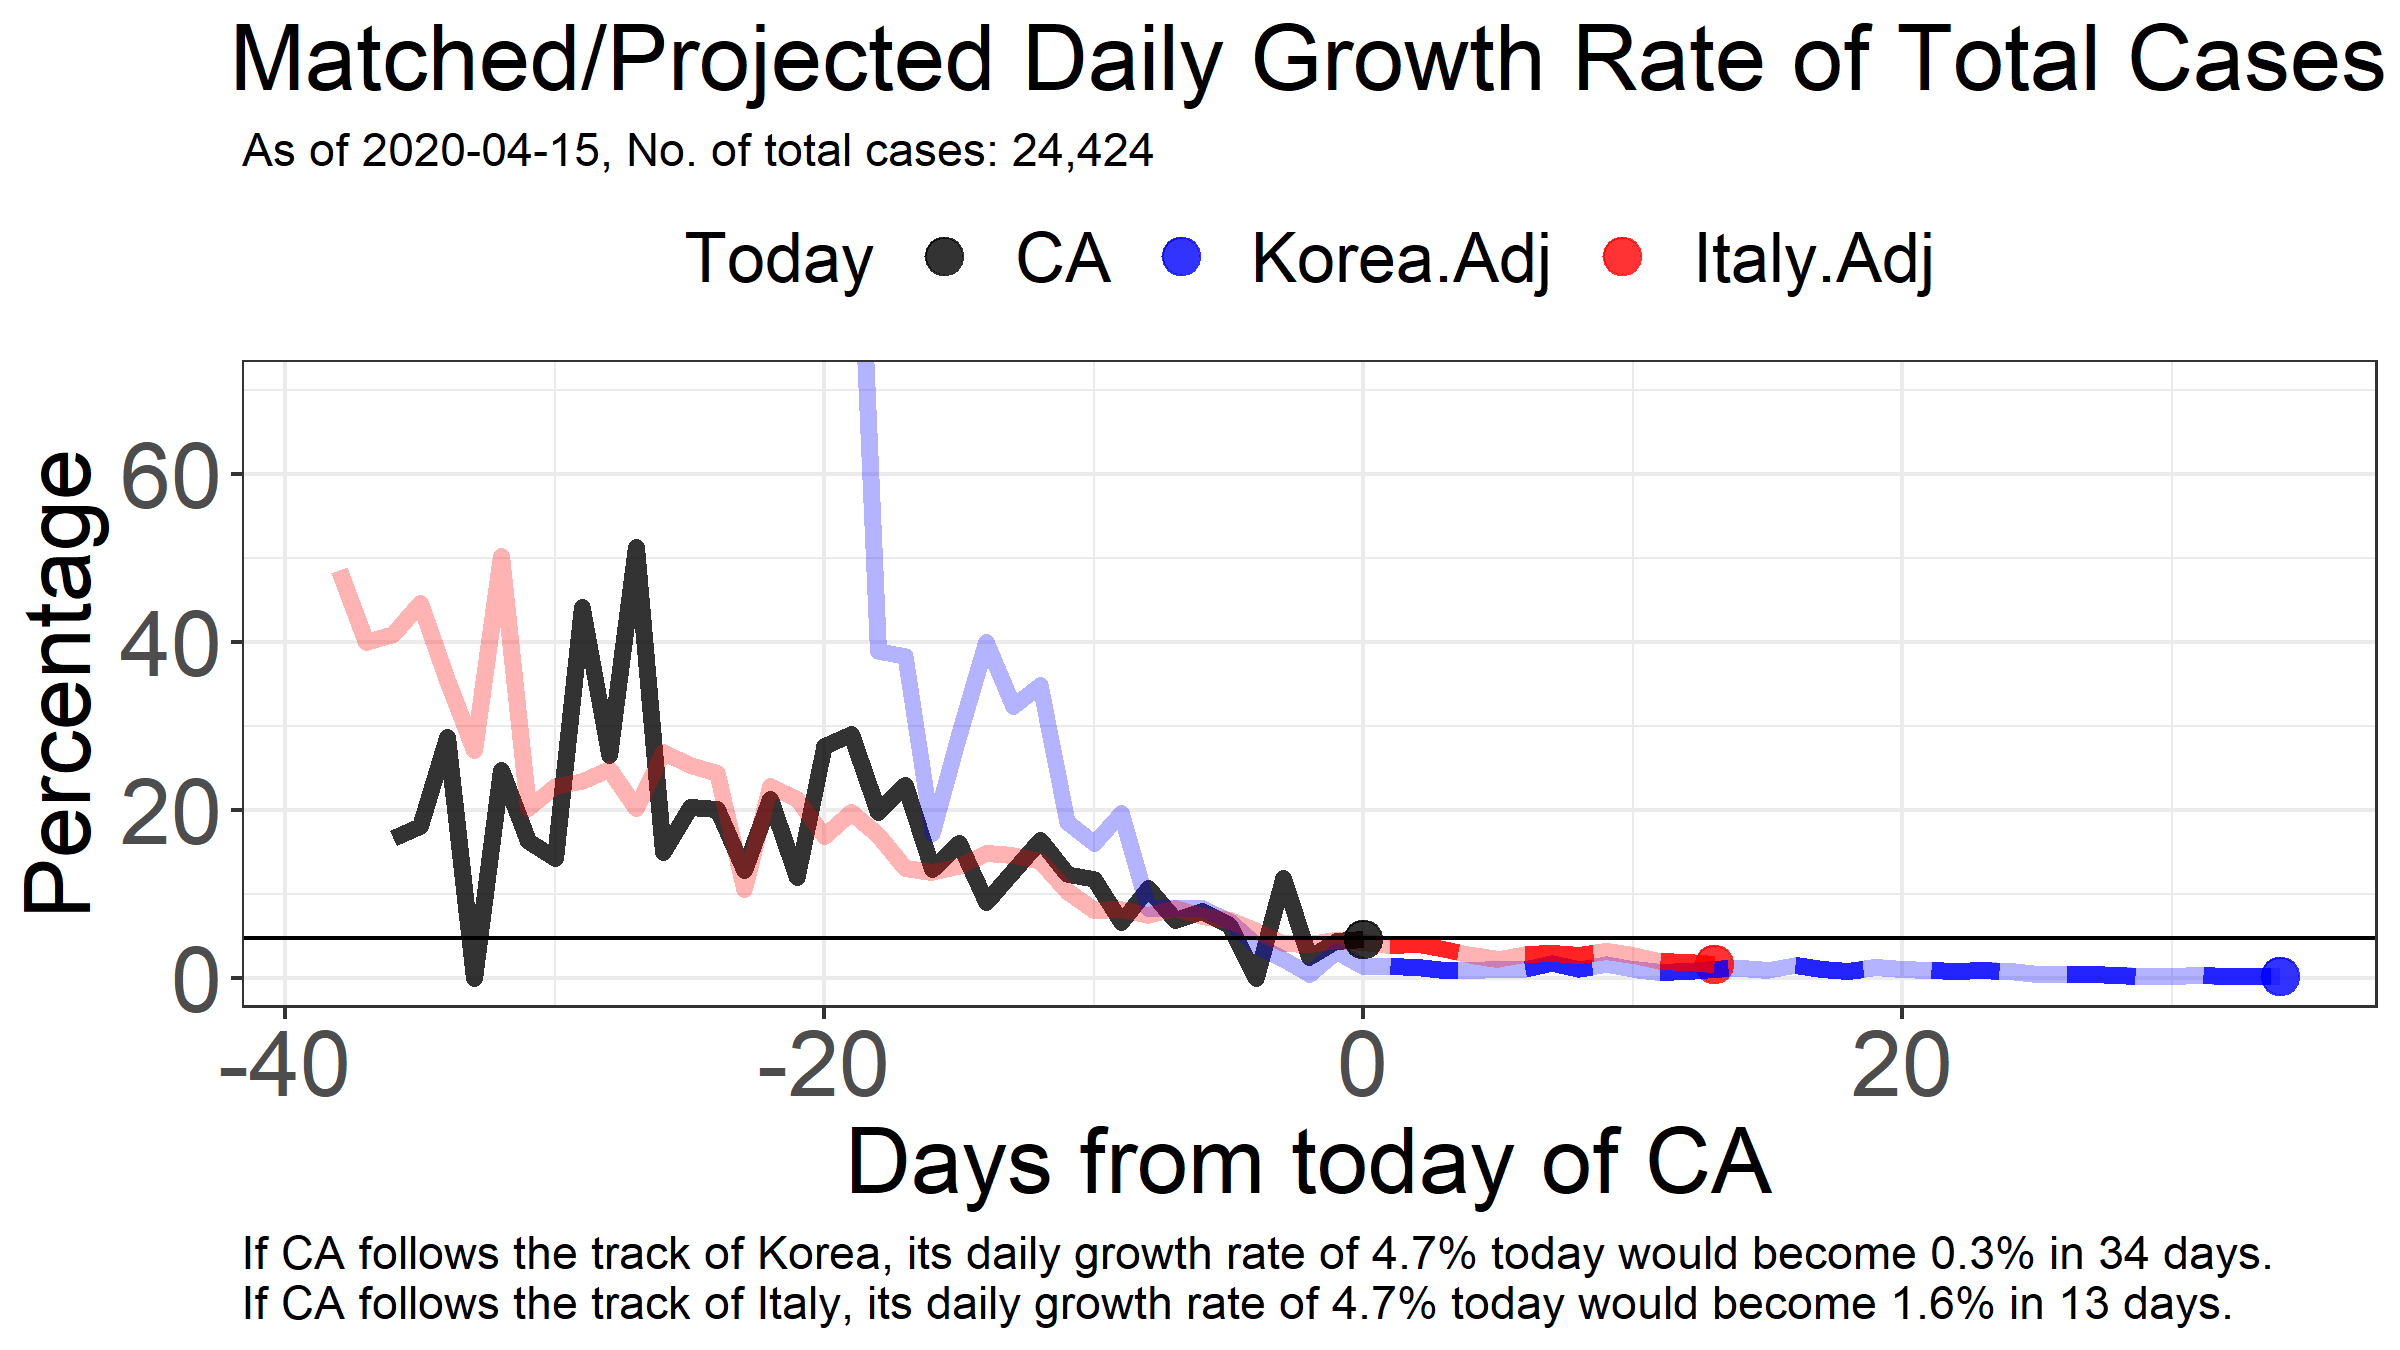 Matched/Projected Daily Growth Rate of Total Cases
As of 2020-04-15, No. of total cases: 24,424
Today CA Korea.Adj Italy.Adj
Percentage
60
40
20
0
-40 -20 0 20
Days from today of CA
If CA follows the track of Korea, its daily growth rate of 4.7% today would become 0.3% in 34 days.
If CA follows the track of Italy, its daily growth rate of 4.7% today would become 1.6% in 13 days.